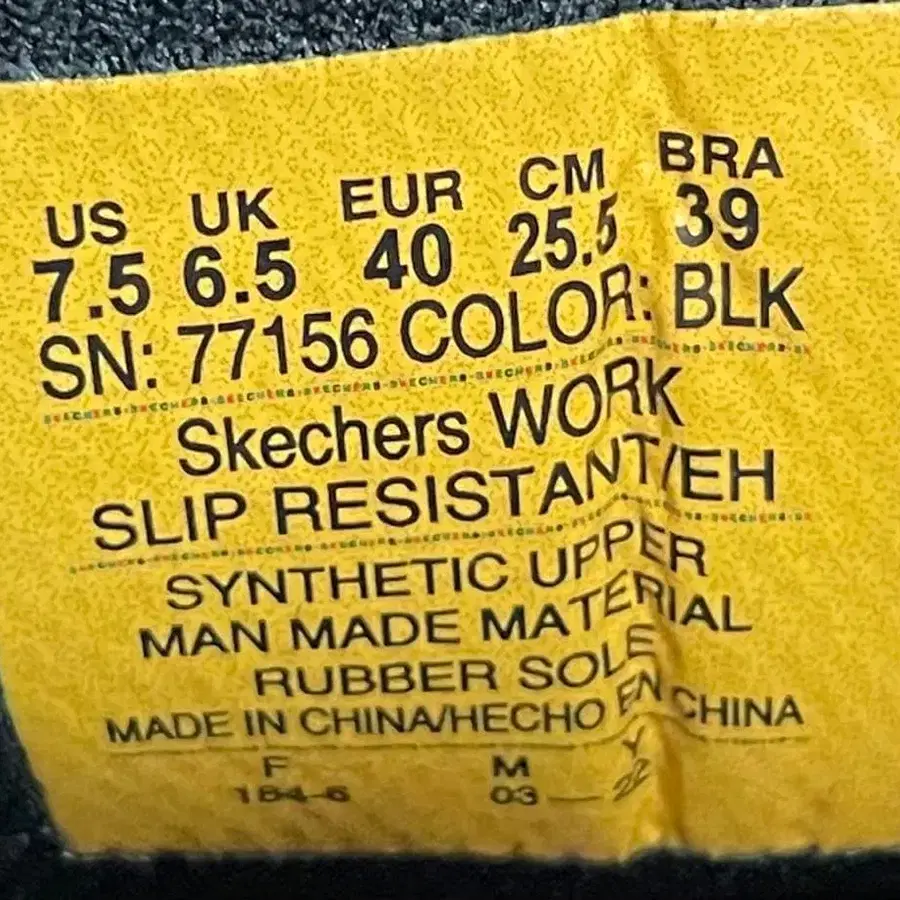 US UK EUR CM BRA
7.5 6.5 40 25.5 39
SN: 77156 COLOR: BLK
Skechers WORK
SLIP RESISTANT/EH
SYNTHETIC UPPER
MAN MADE MATERIAL
RUBBER SOLE
MADE IN CHINA/HECHO EN CHINA
F M Y
03 — 22